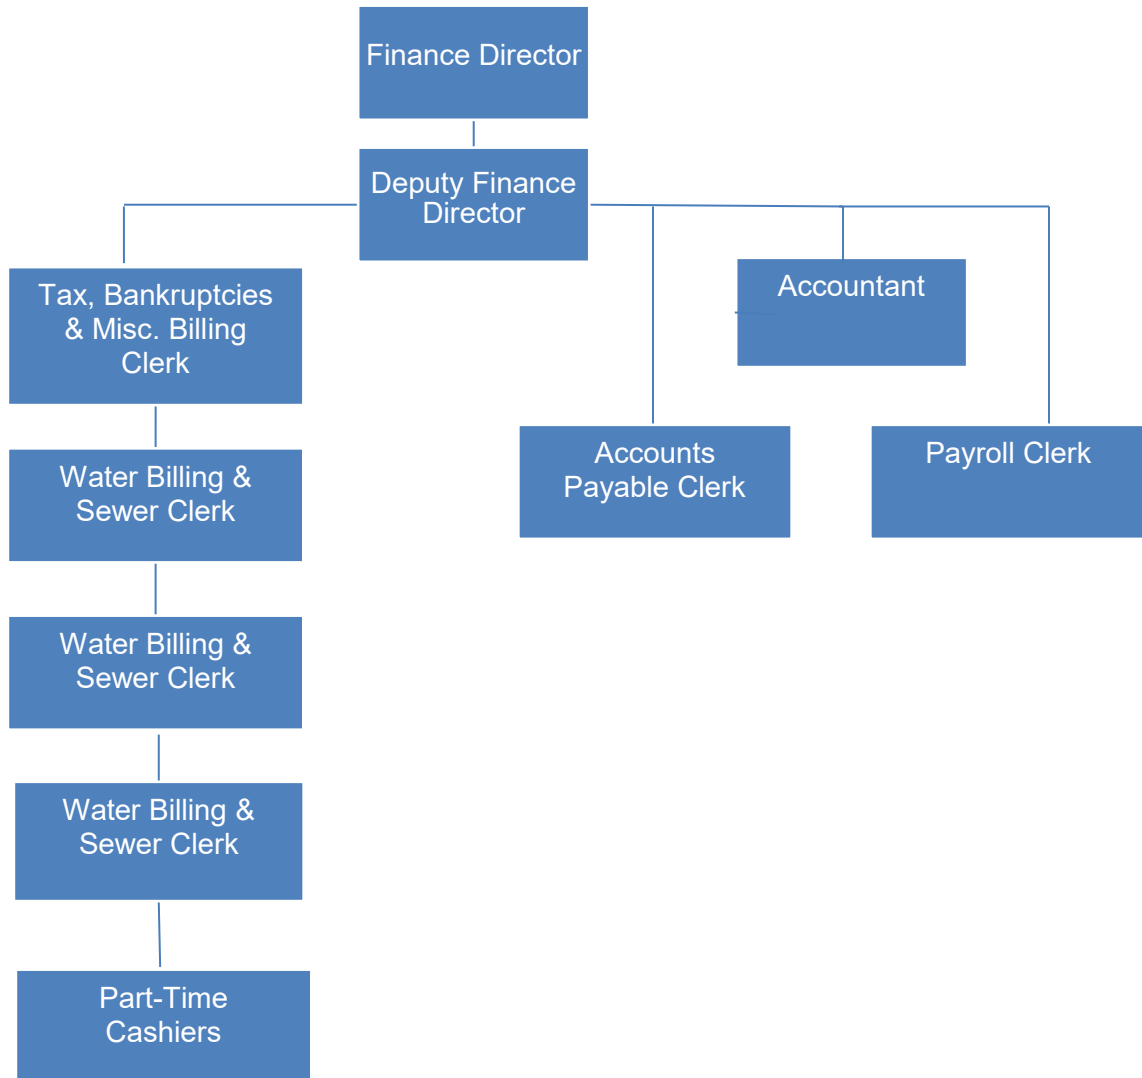 Finance Director
Deputy Finance
Director
Tax, Bankruptcies
& Misc. Billing
Clerk
Accountant
Accounts
Payable Clerk
Payroll Clerk
Water Billing &
Sewer Clerk
Water Billing &
Sewer Clerk
Water Billing &
Sewer Clerk
Part-Time
Cashiers